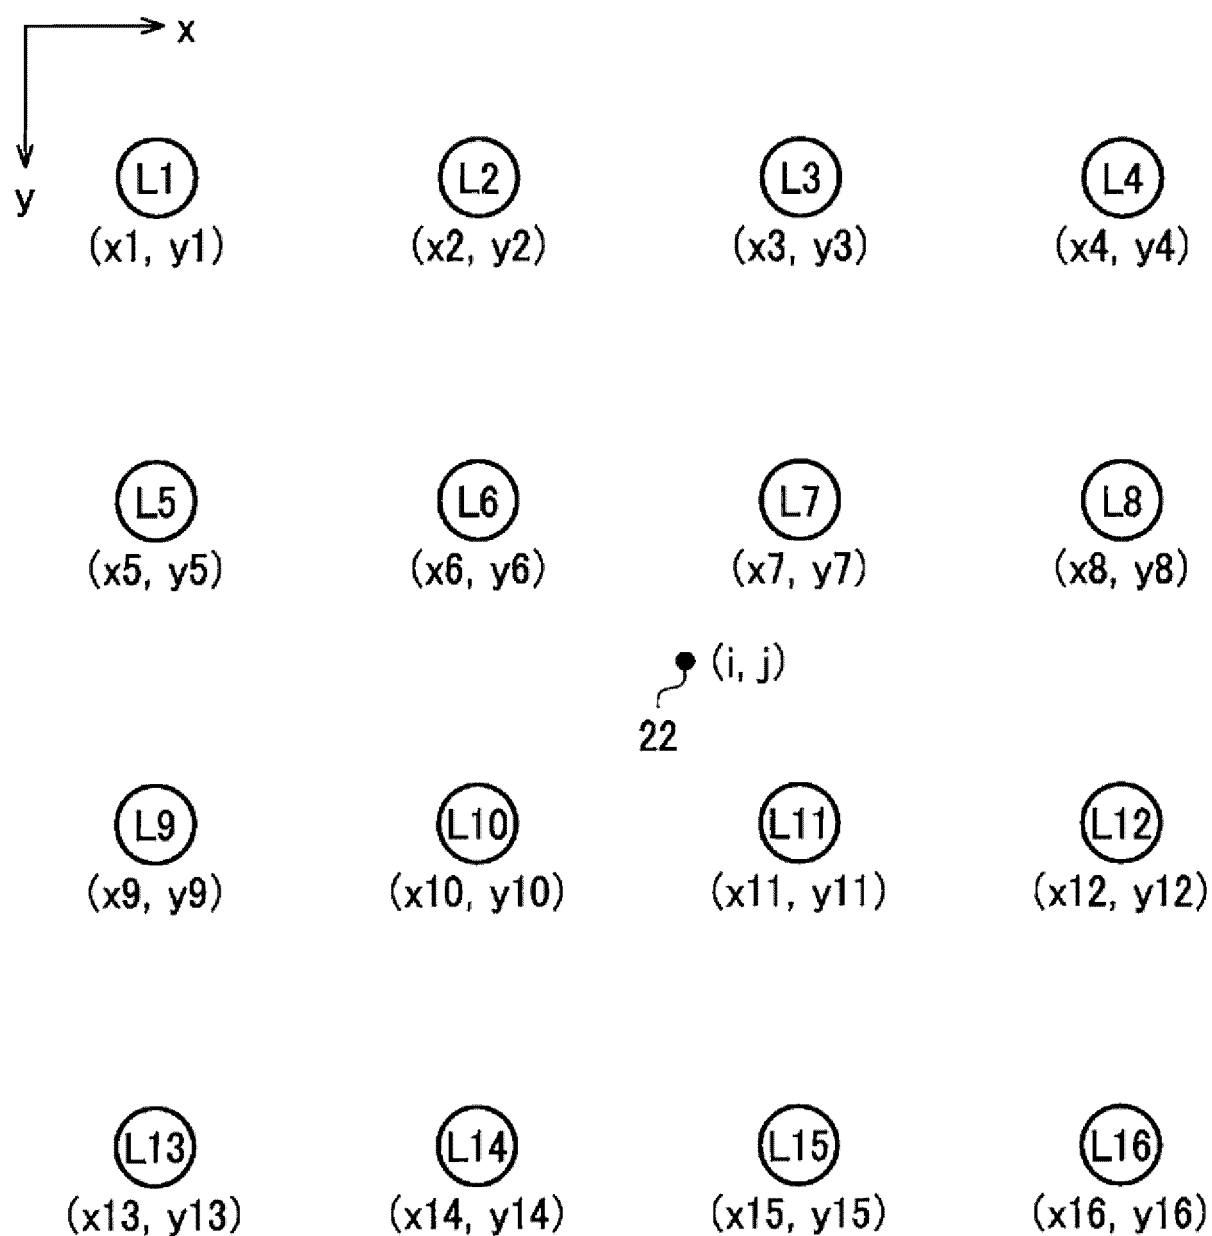 x
y
L1 L2 L3 L4
(x1, y1) (x2, y2) (x3, y3) (x4, y4)
L5 L6 L7 L8
(x5, y5) (x6, y6) (x7, y7) (x8, y8)
(i, j)
22
L9 L10 L11 L12
(x9, y9) (x10, y10) (x11, y11) (x12, y12)
L13 L14 L15 L16
(x13, y13) (x14, y14) (x15, y15) (x16, y16)